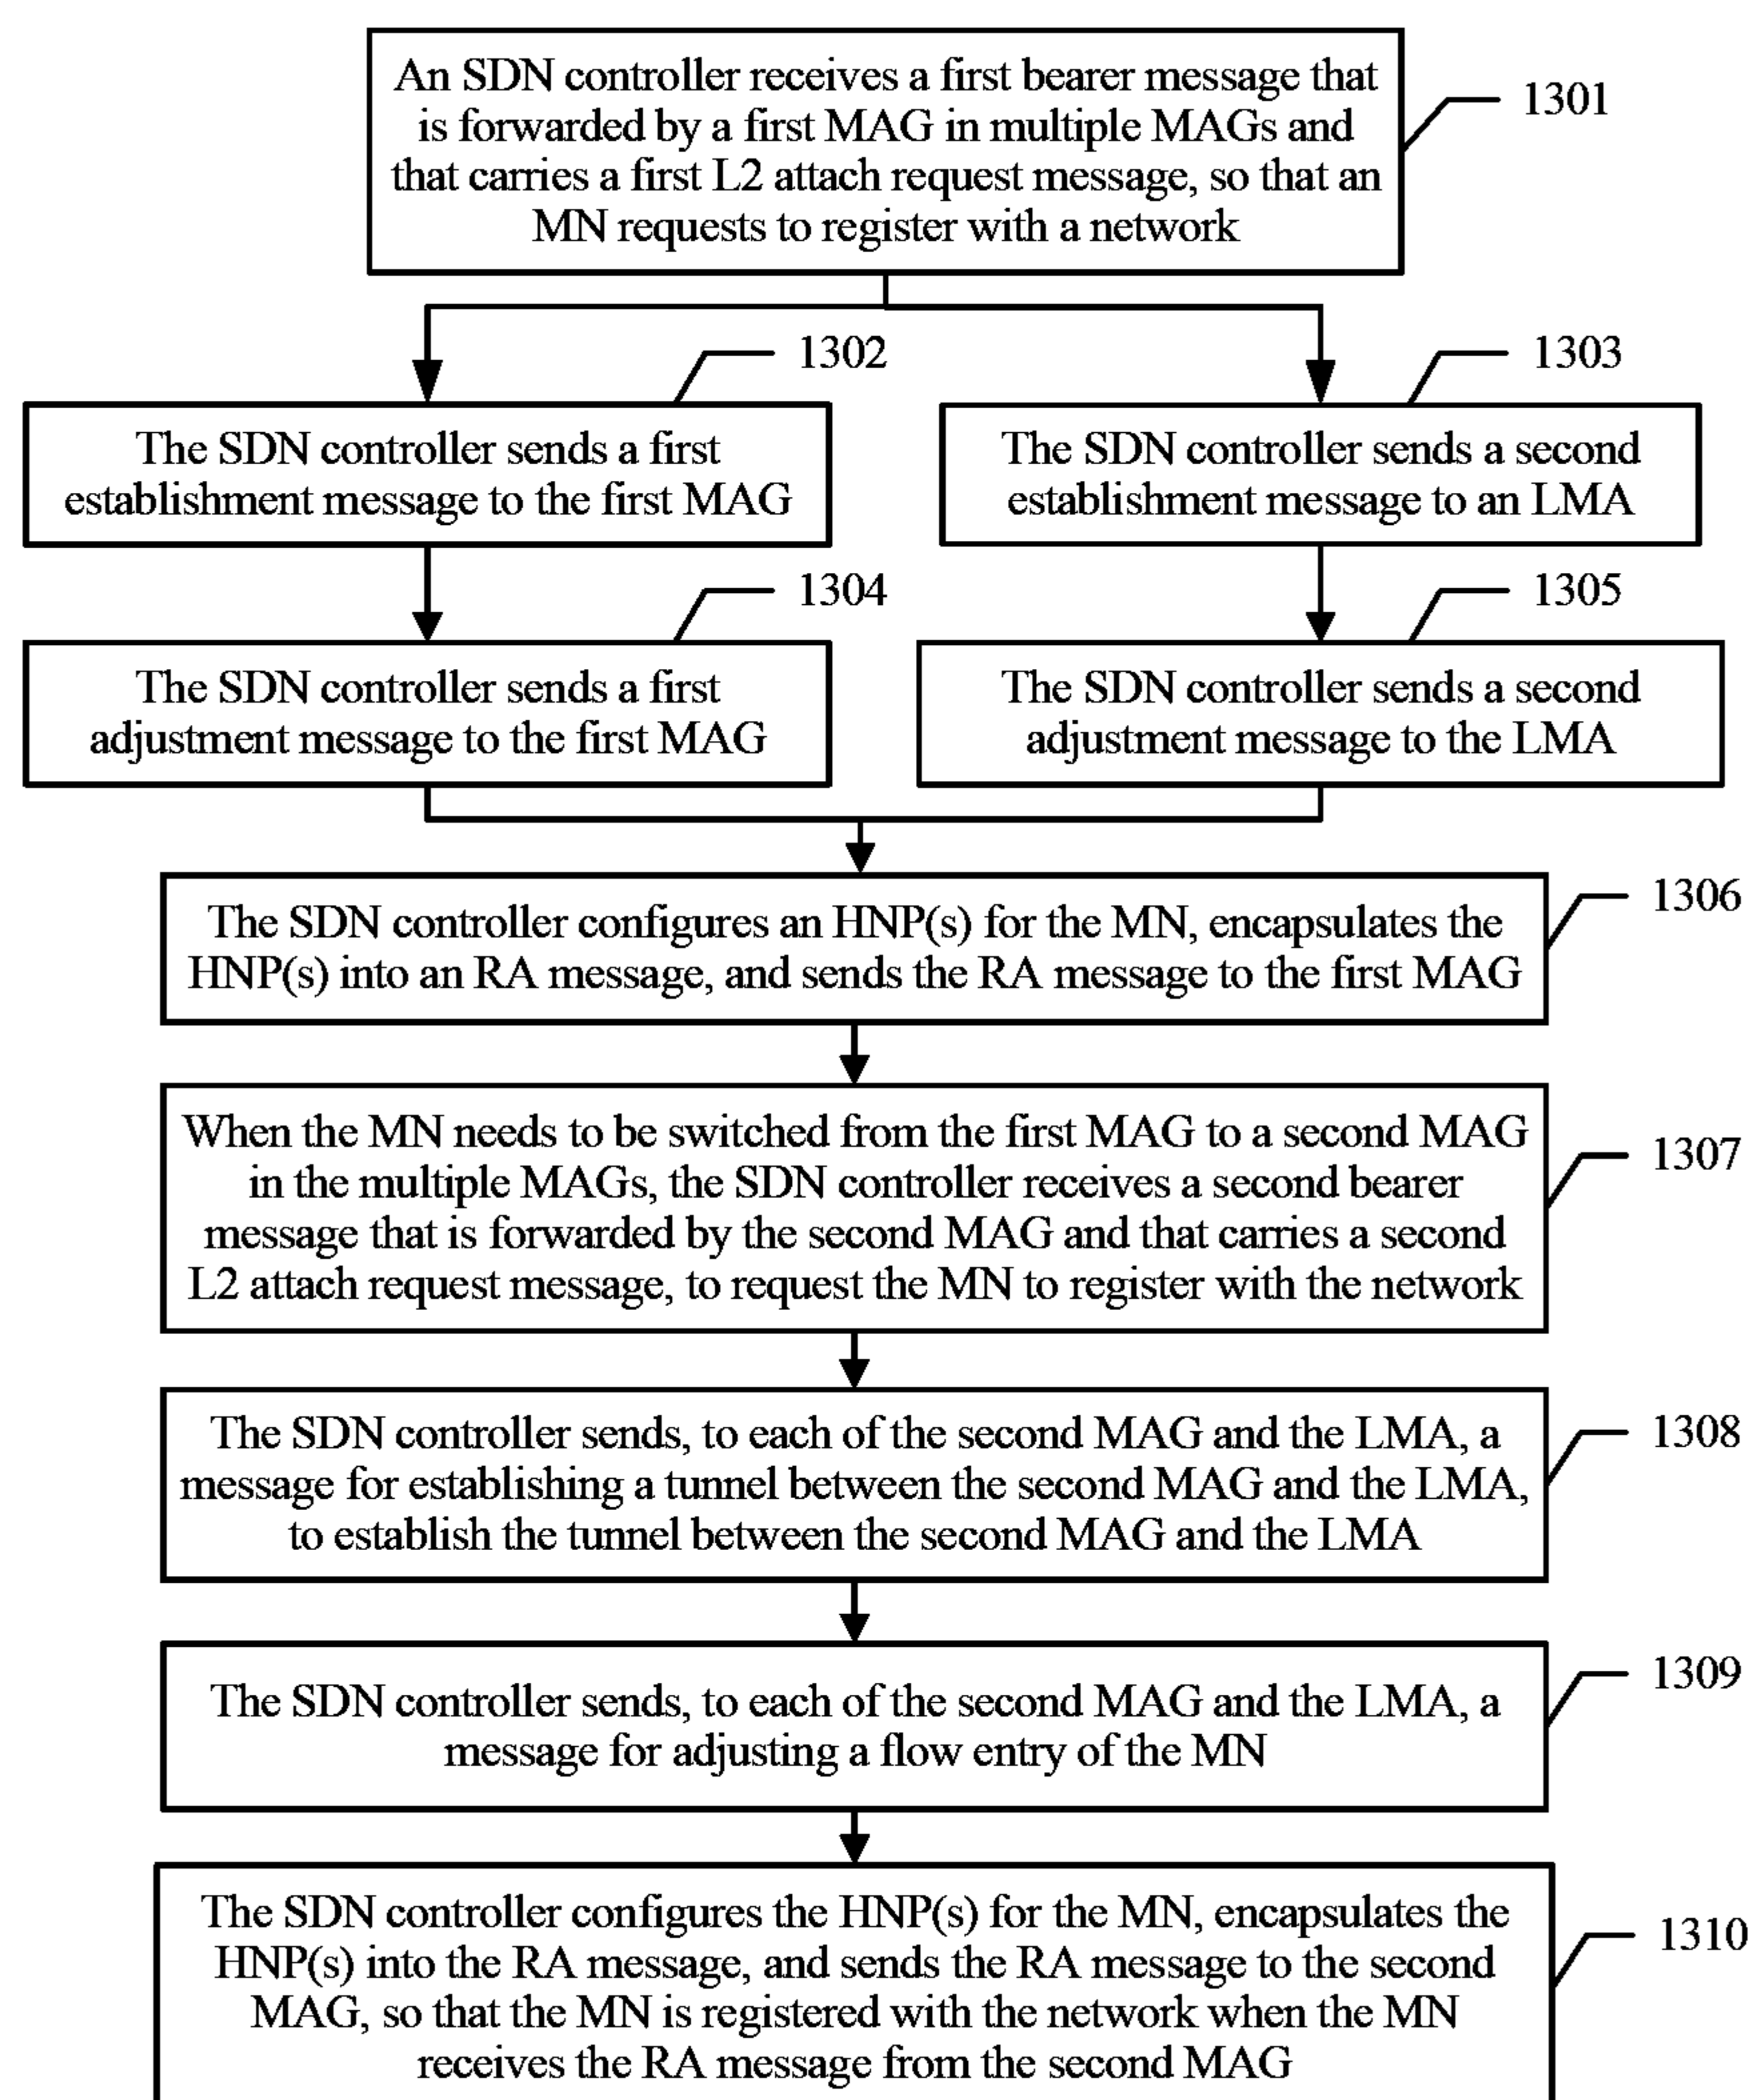 An SDN controller receives a first bearer message that
is forwarded by a first MAG in multiple MAGs and
that carries a first L2 attach request message, so that an
MN requests to register with a network
1301
1302
1303
The SDN controller sends a first
establishment message to the first MAG
The SDN controller sends a second
establishment message to an LMA
1304
1305
The SDN controller sends a first
adjustment message to the first MAG
The SDN controller sends a second
adjustment message to the LMA
1306
The SDN controller configures an HNP(s) for the MN, encapsulates the
HNP(s) into an RA message, and sends the RA message to the first MAG
When the MN needs to be switched from the first MAG to a second MAG
in the multiple MAGs, the SDN controller receives a second bearer
message that is forwarded by the second MAG and that carries a second
L2 attach request message, to request the MN to register with the network
1307
The SDN controller sends, to each of the second MAG and the LMA, a
message for establishing a tunnel between the second MAG and the LMA,
to establish the tunnel between the second MAG and the LMA
1308
The SDN controller sends, to each of the second MAG and the LMA, a
message for adjusting a flow entry of the MN
1309
The SDN controller configures the HNP(s) for the MN, encapsulates the
HNP(s) into the RA message, and sends the RA message to the second
MAG, so that the MN is registered with the network when the MN
receives the RA message from the second MAG
1310